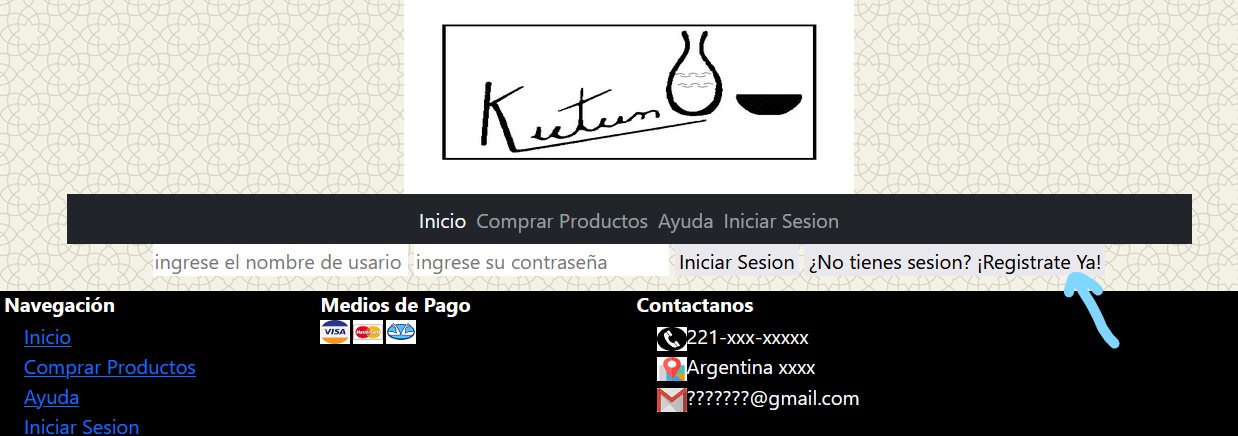 Kutun
Inicio Comprar Productos Ayuda Iniciar Sesion
ingrese el nombre de usario ingrese su contraseña Iniciar Sesion ¿No tienes sesion? ¡Registrate Ya!
Navegación Medios de Pago Contactanos
Inicio VISA MasterCard 221-xxx-xxxxx
Comprar Productos Argentina xxxx
Ayuda ???????@gmail.com
Iniciar Sesion